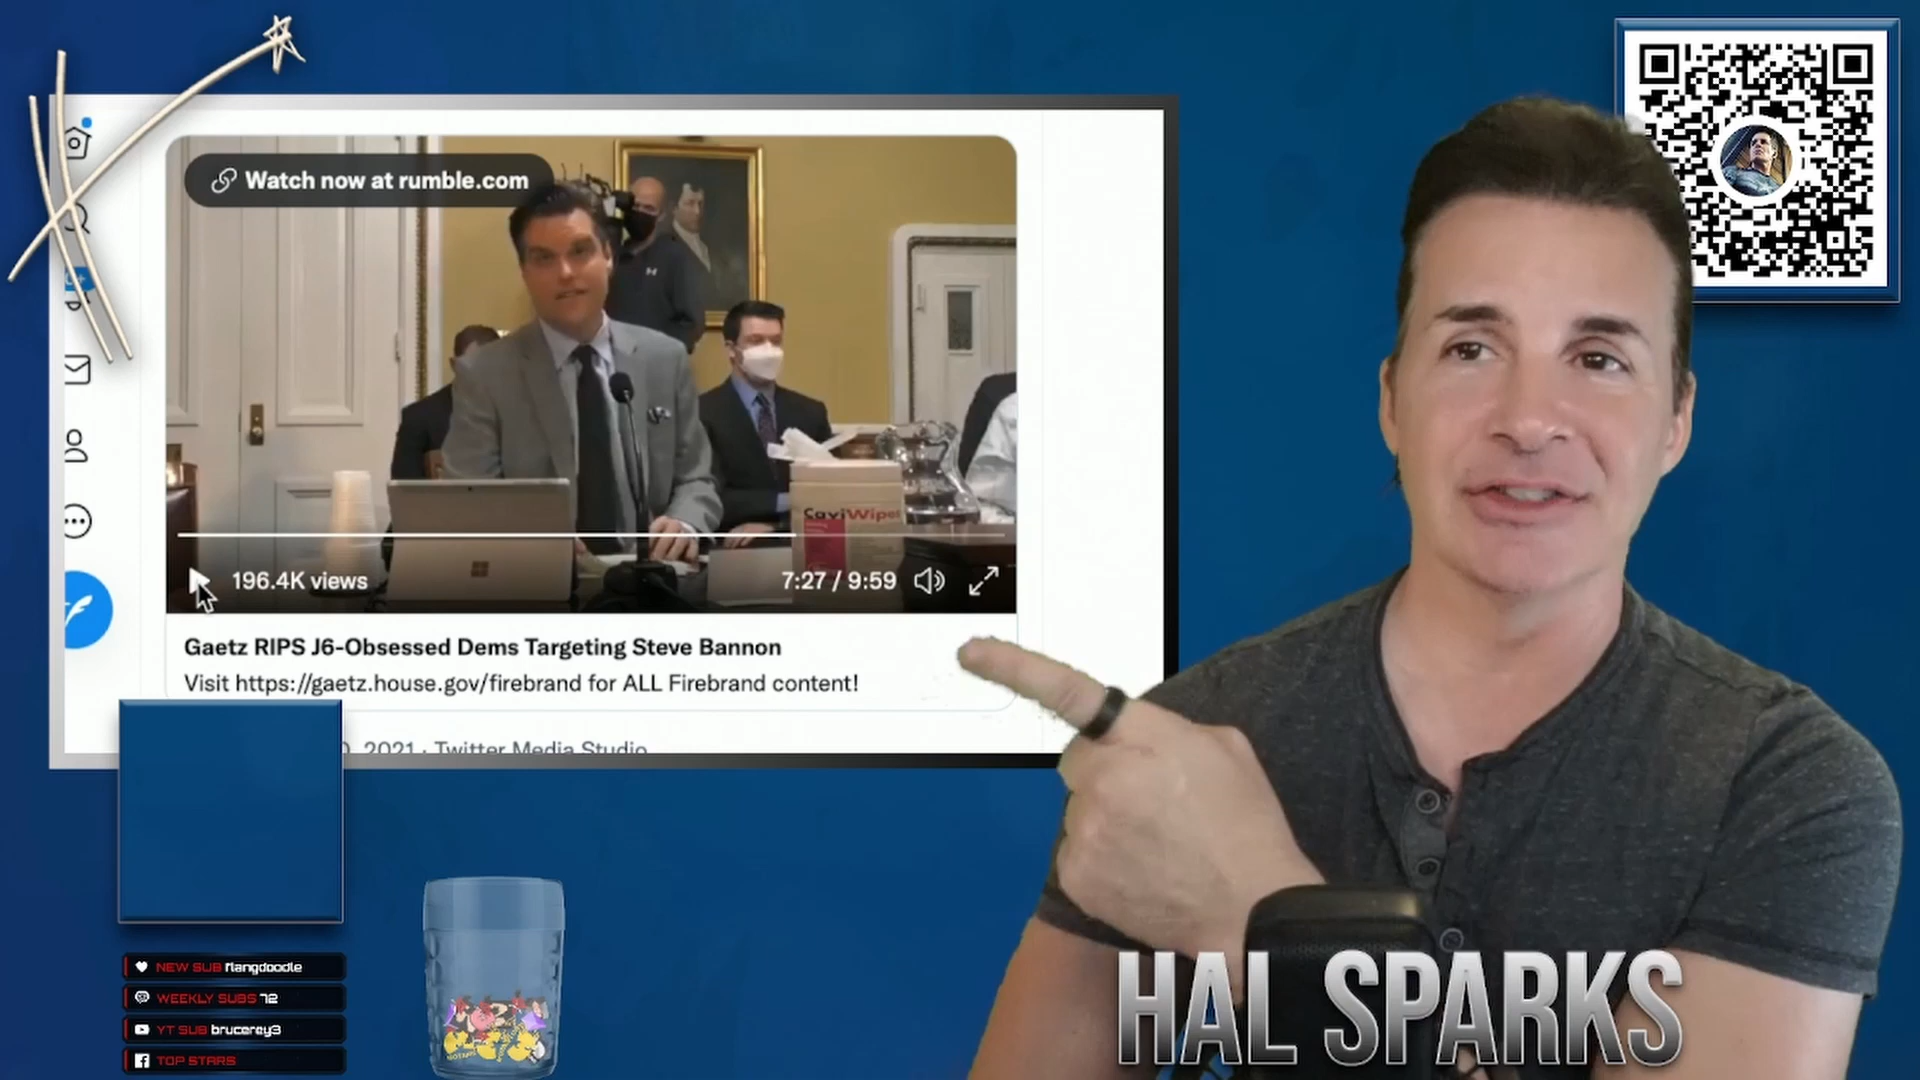 Watch now at rumble.com
CaviWipes
196.4K views
7:27 / 9:59
Gaetz RIPS J6-Obsessed Dems Targeting Steve Bannon
Visit https://gaetz.house.gov/firebrand for ALL Firebrand content!
, 2021 · Twitter Media Studio
NEW SUB flangdoodle
WEEKLY SUBS 72
YT SUB brucerey3
TOP STARS
HAL SPARKS